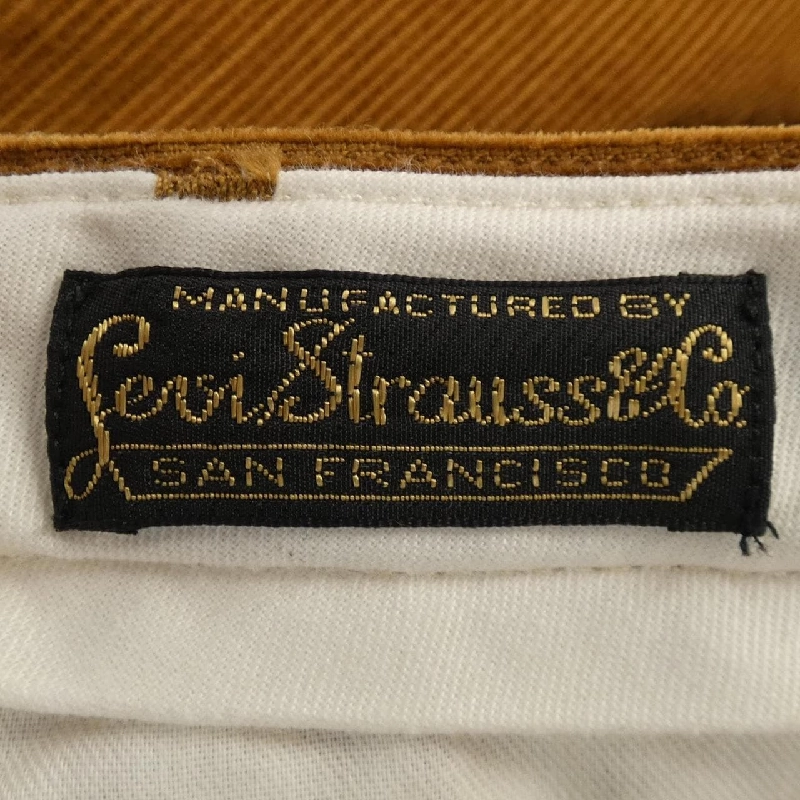 MANUFACTURED BY
Levi Strauss & Co
SAN FRANCISCO